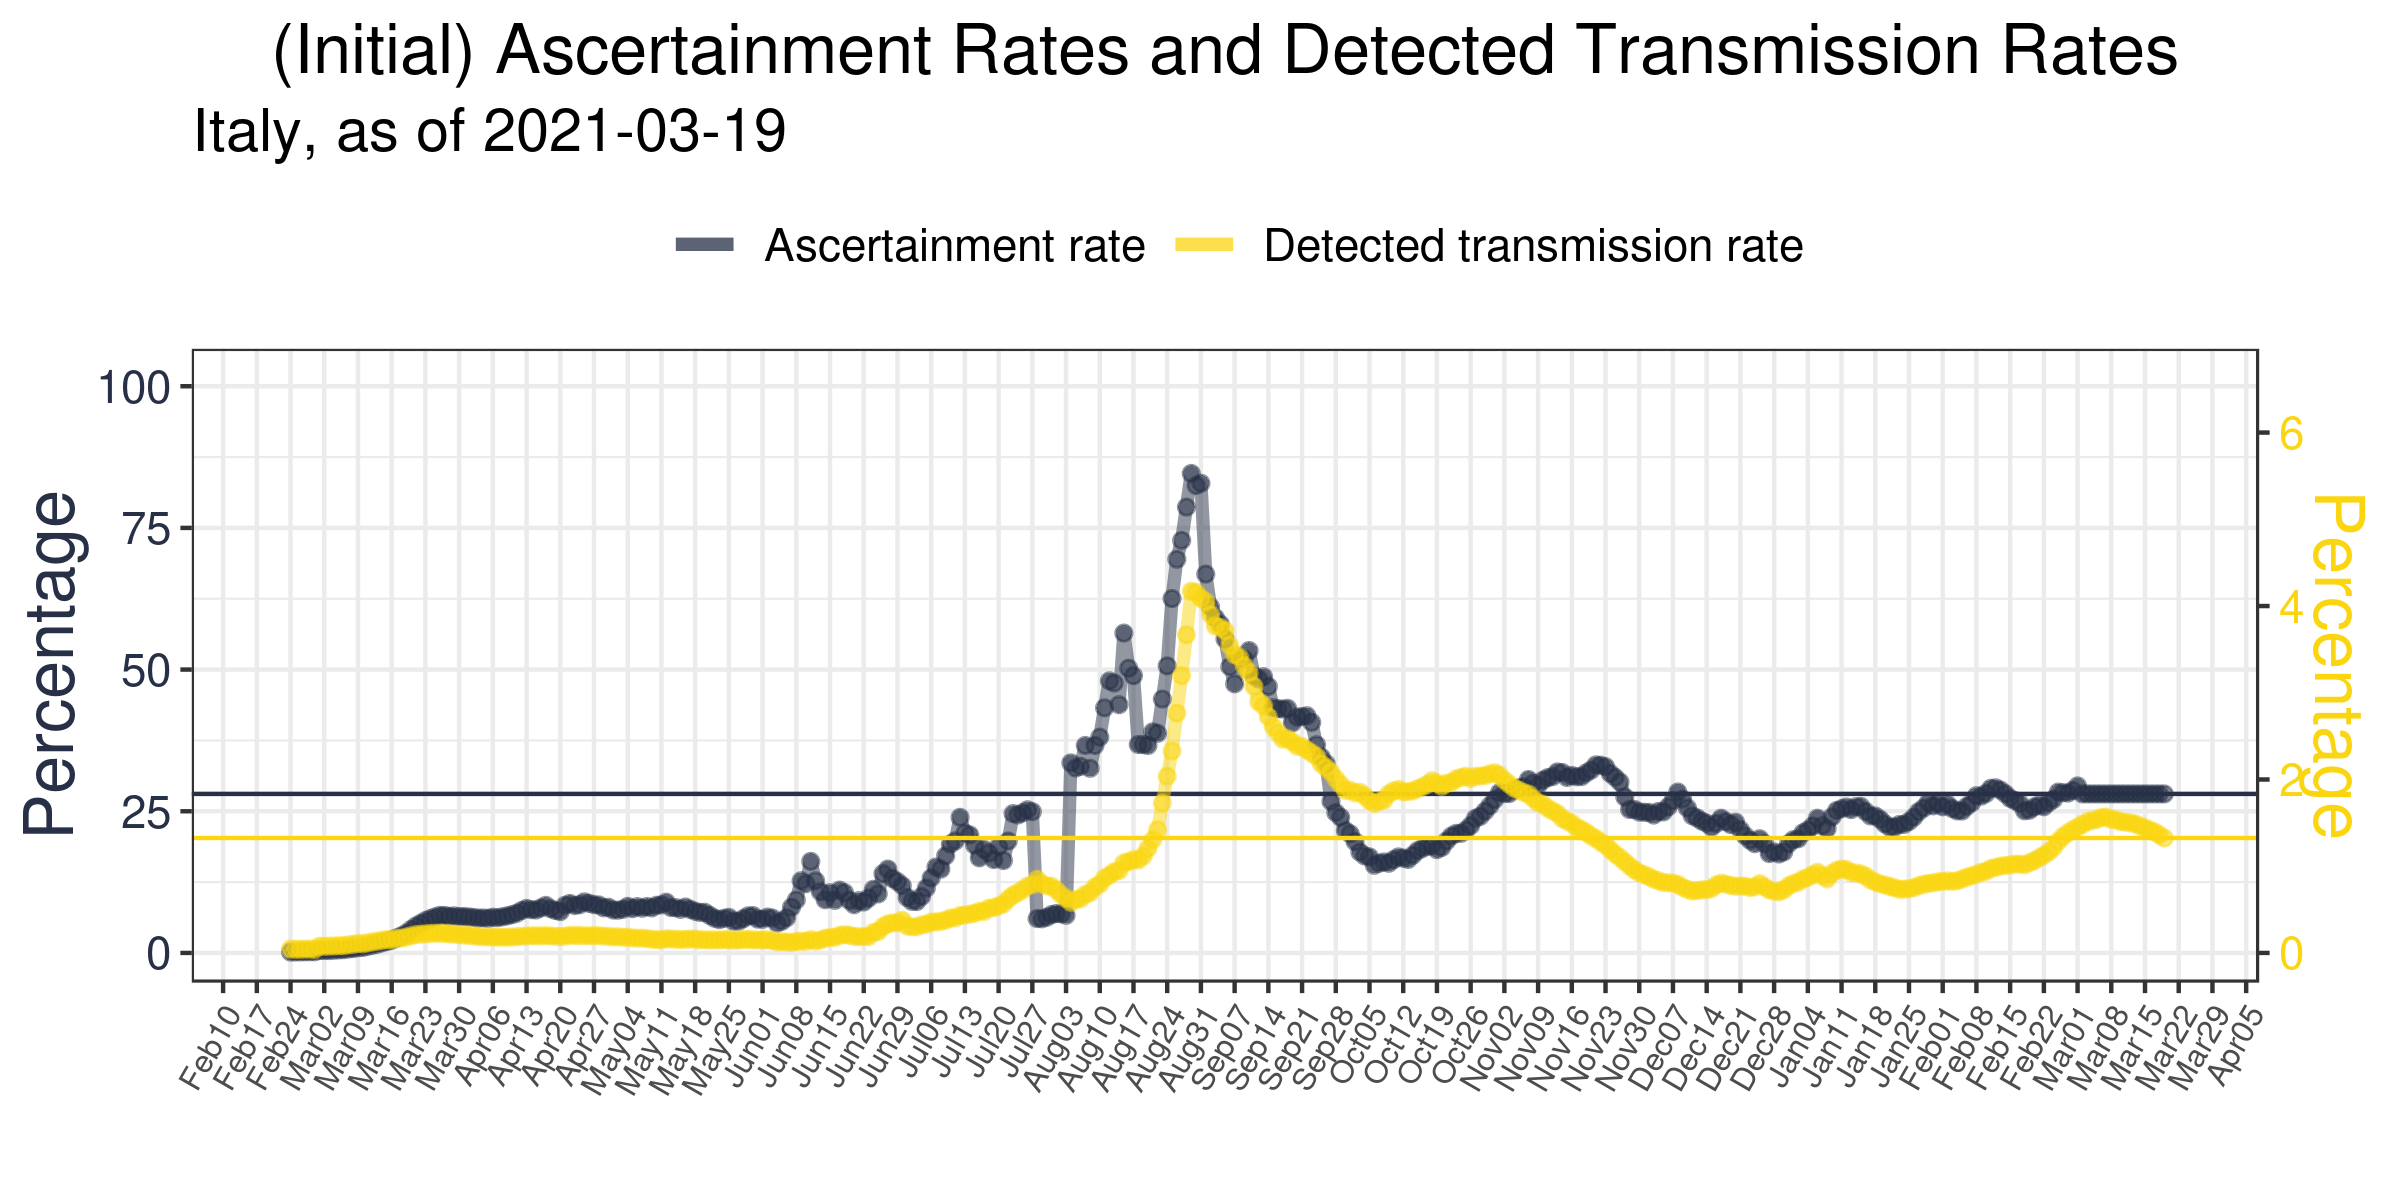 (Initial) Ascertainment Rates and Detected Transmission Rates
Italy, as of 2021-03-19
Ascertainment rate
Detected transmission rate
Percentage
100
75
50
25
0
6
4
2
0
Percentage
Feb10
Feb17
Feb24
Mar02
Mar09
Mar16
Mar23
Mar30
Apr06
Apr13
Apr20
Apr27
May04
May11
May18
May25
Jun01
Jun08
Jun15
Jun22
Jun29
Jul06
Jul13
Jul20
Jul27
Aug03
Aug10
Aug17
Aug24
Aug31
Sep07
Sep14
Sep21
Sep28
Oct05
Oct12
Oct19
Oct26
Nov02
Nov09
Nov16
Nov23
Nov30
Dec07
Dec14
Dec21
Dec28
Dec04
Jan11
Jan18
Jan25
Feb01
Feb08
Feb15
Feb22
Mar01
Mar08
Mar15
Mar22
Mar29
Apr05